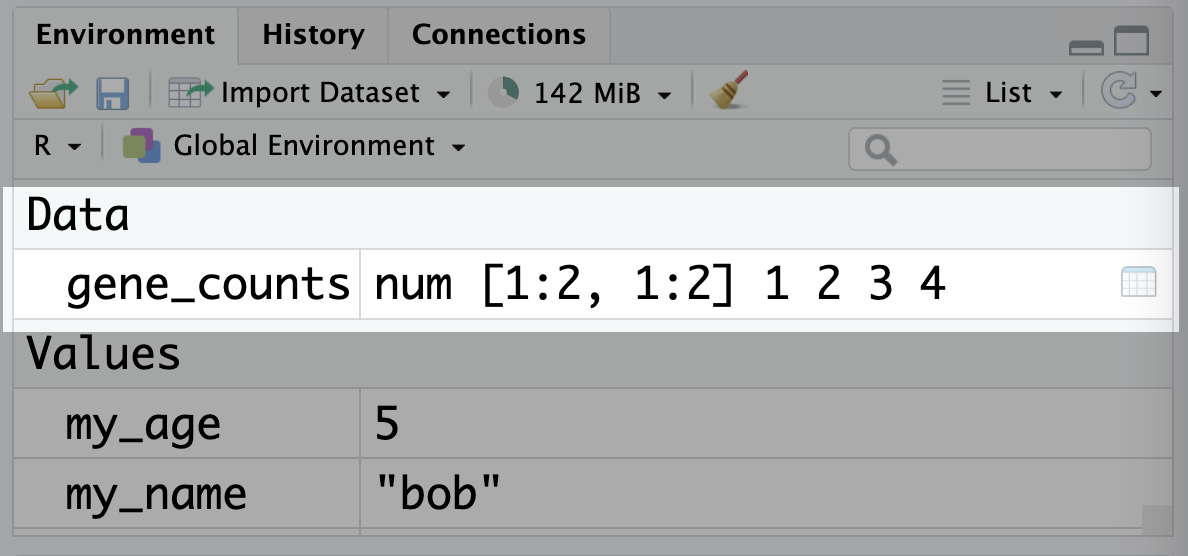 Environment History Connections
Import Dataset 142 MiB List
R Global Environment
Data
gene_counts num [1:2, 1:2] 1 2 3 4
Values
my_age 5
my_name "bob"